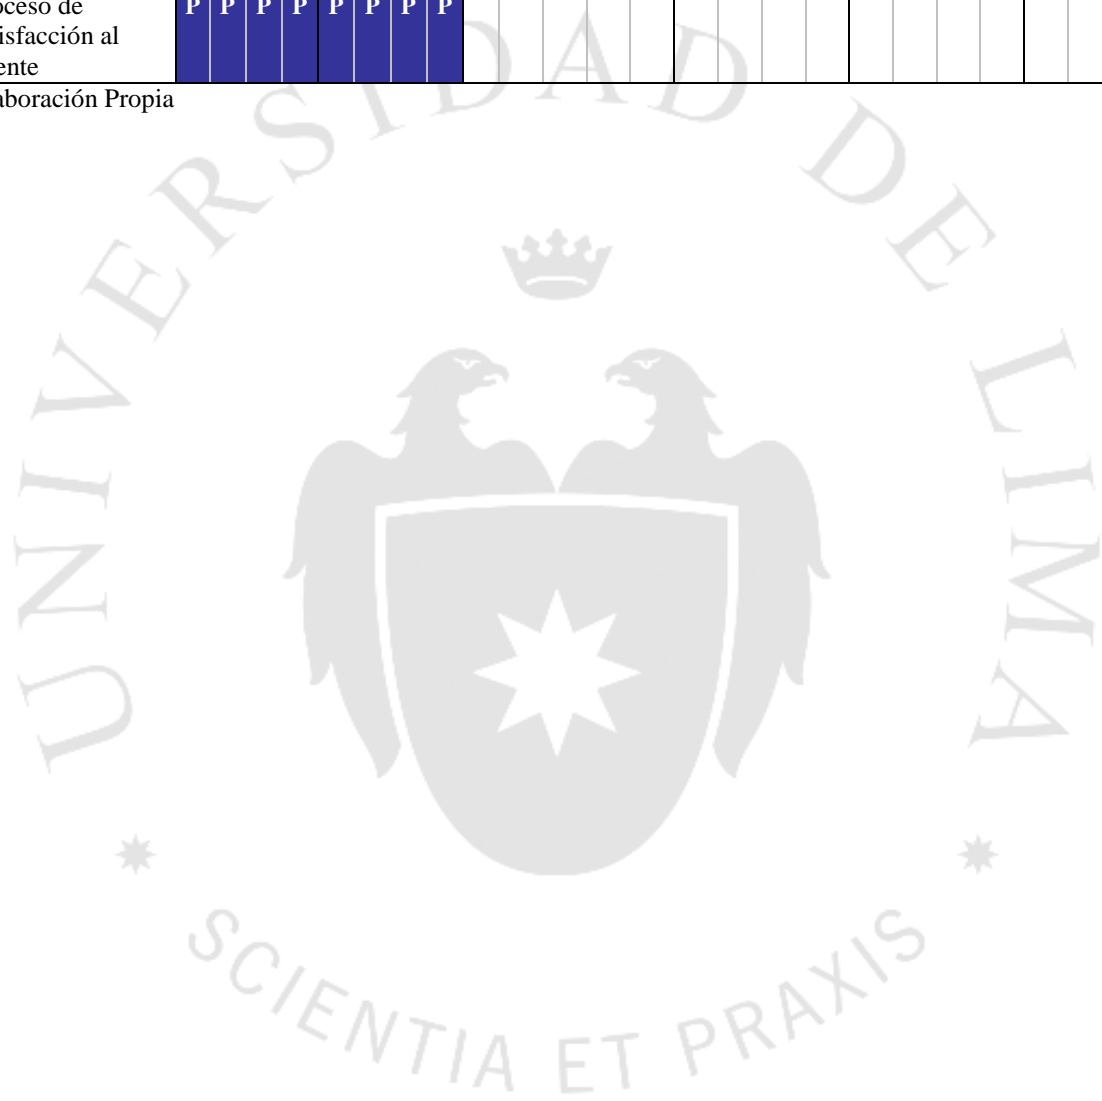 oceso de P P P P P P P P
isfacción al
ente
aboración Propia
UNIVERSIDAD DE LIMA
SCIENTIA ET PRAXIS